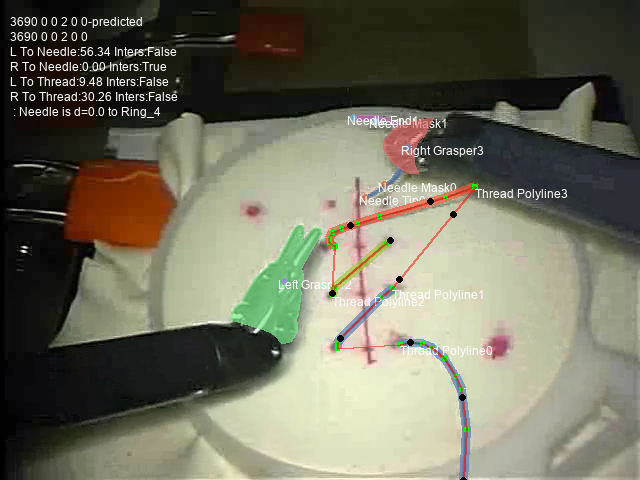 3690 0 0 2 0 0-predicted
3690 0 0 2 0 0
L To Needle:56.34 Inters:False
R To Needle:0.00 Inters:True
L To Thread:9.48 Inters:False
R To Thread:30.26 Inters:False
: Needle is d=0.0 to Ring_4
Needle End1
Needle Mask1
Right Grasper3
Needle Mask0
Thread Polyline3
Needle Tip0
Left Grasper2
Thread Polyline1
Thread Polyline2
Thread Polyline0